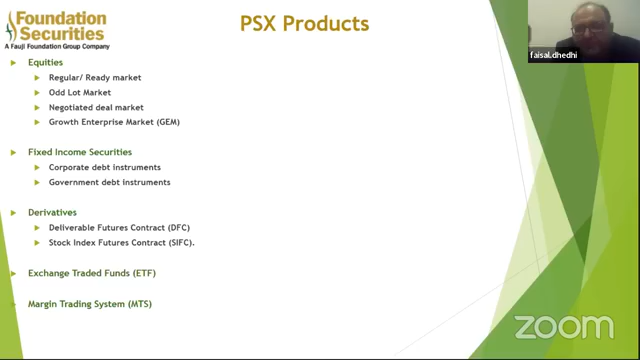 Foundation
Securities
A Fauji Foundation Group Company
PSX Products
faisal.dhedhi
Equities
Regular/ Ready market
Odd Lot Market
Negotiated deal market
Growth Enterprise Market (GEM)
Fixed Income Securities
Corporate debt instruments
Government debt instruments
Derivatives
Deliverable Futures Contract (DFC)
Stock Index Futures Contract (SIFC).
Exchange Traded Funds (ETF)
Margin Trading System (MTS)
zoom